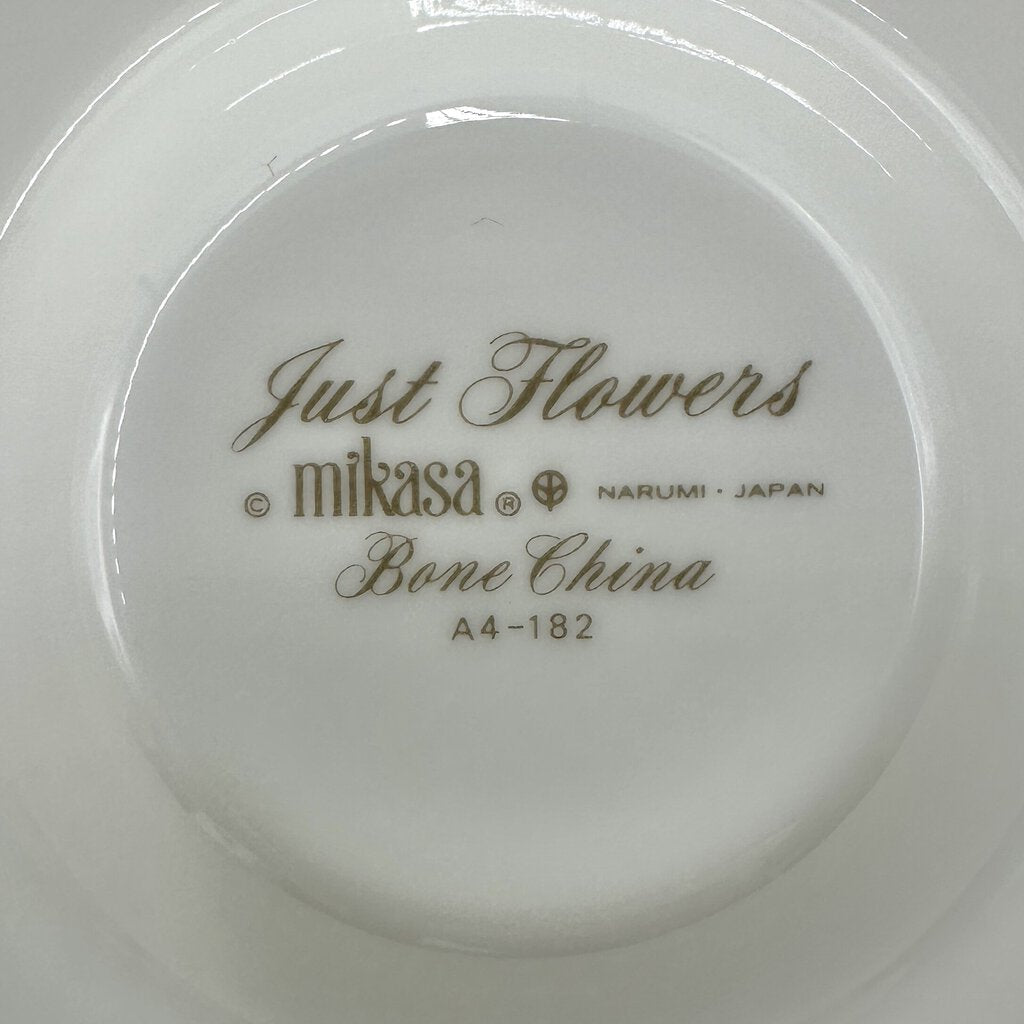 Just Flowers
© mikasa ® NARUMI · JAPAN
Bone China
A4-182